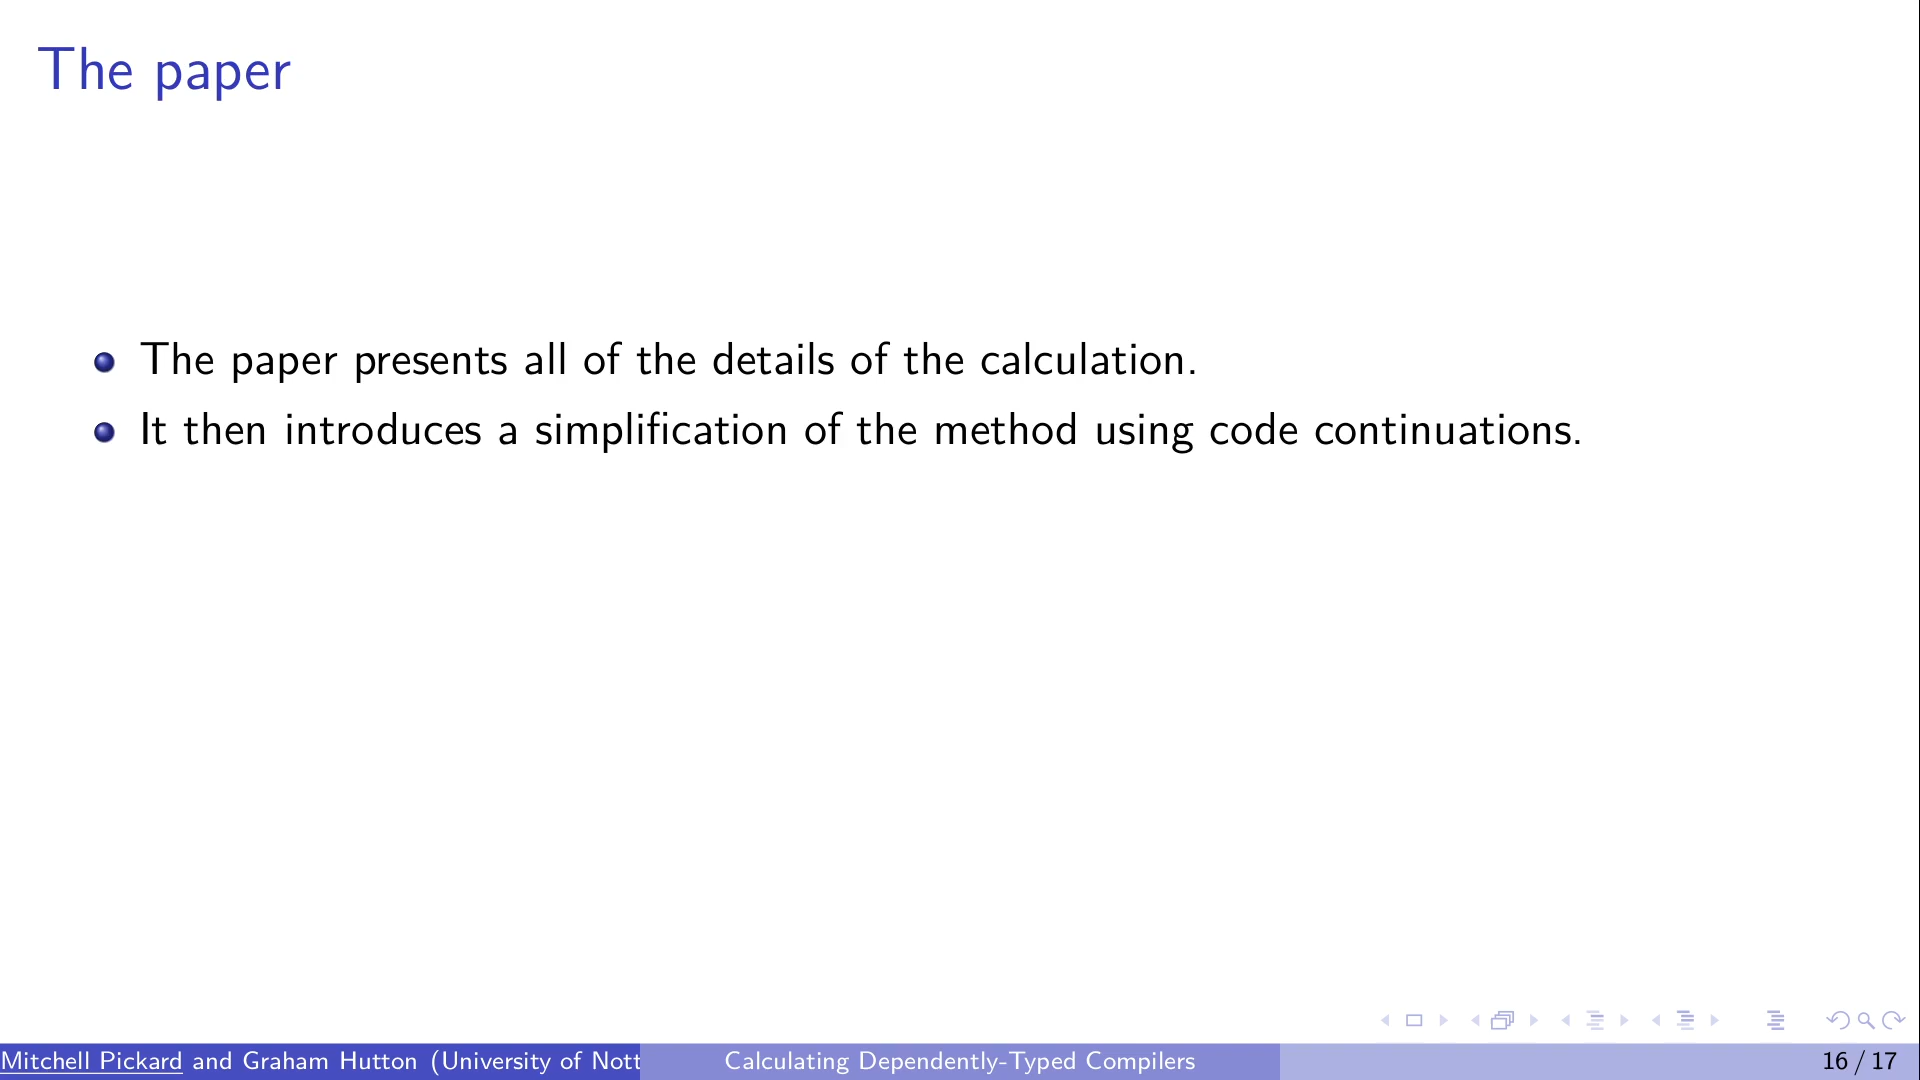 The paper
The paper presents all of the details of the calculation.
It then introduces a simplification of the method using code continuations.
Mitchell Pickard and Graham Hutton (University of Nott
Calculating Dependently-Typed Compilers
16 / 17